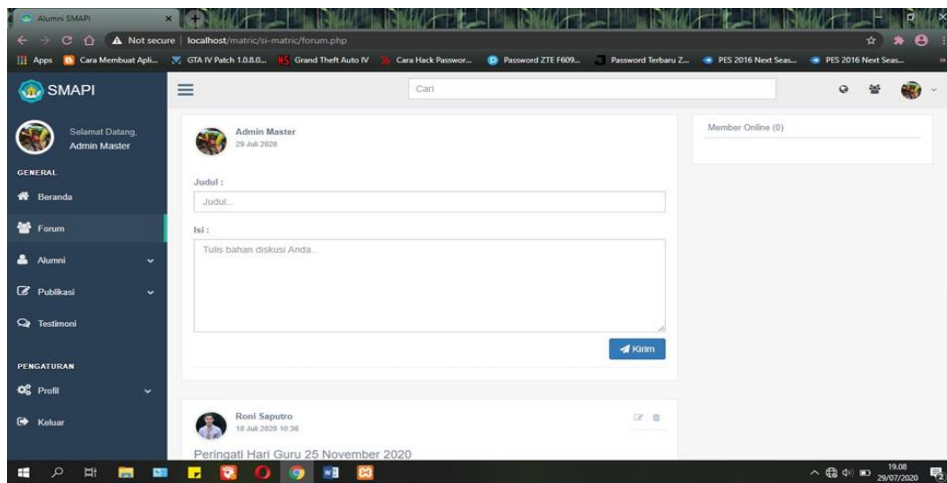 Alumni SMAPI
Not secure | localhost/matric/si-matric/forum.php
Apps Cara Membuat Apli... GTA IV Patch 1.0.8.0... Grand Theft Auto IV Cara Hack Passwor... Password ZTE F609... Password Terbaru Z... PES 2016 Next Seas... PES 2016 Next Seas...
SMAPI
Cari
Selamat Datang,
Admin Master
GENERAL
Beranda
Forum
Alumni
Publikasi
Testimoni
PENGATURAN
Profil
Keluar
Admin Master
29 Juli 2020
Judul :
Judul...
Isi :
Tulis bahan diskusi Anda...
Kirim
Roni Saputro
10 Juli 2020 10:36
Peringati Hari Guru 25 November 2020
Member Online (0)
19.08
29/07/2020